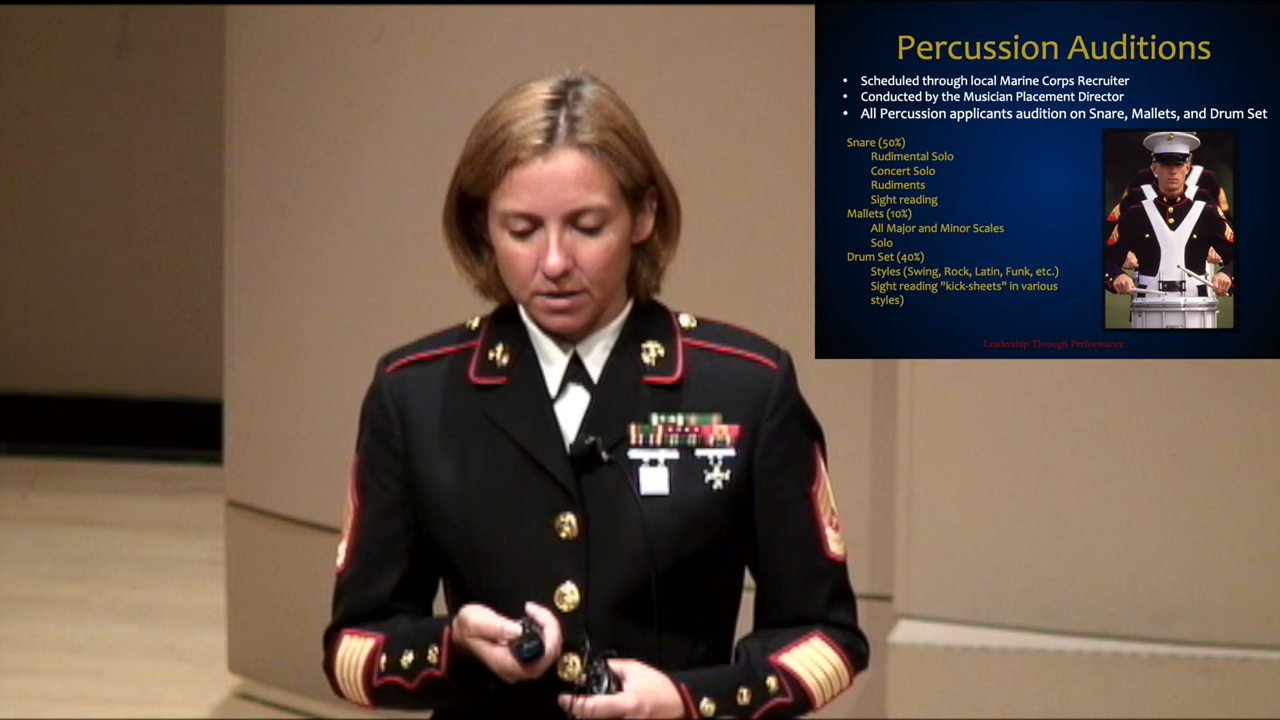 Percussion Auditions
• Scheduled through local Marine Corps Recruiter
• Conducted by the Musician Placement Director
• All Percussion applicants audition on Snare, Mallets, and Drum Set
Snare (50%)
Rudimental Solo
Concert Solo
Rudiments
Sight reading
Mallets (10%)
All Major and Minor Scales
Solo
Drum Set (40%)
Styles (Swing, Rock, Latin, Funk, etc.)
Sight reading "kick-sheets" in various
styles)
Leadership Through Performance